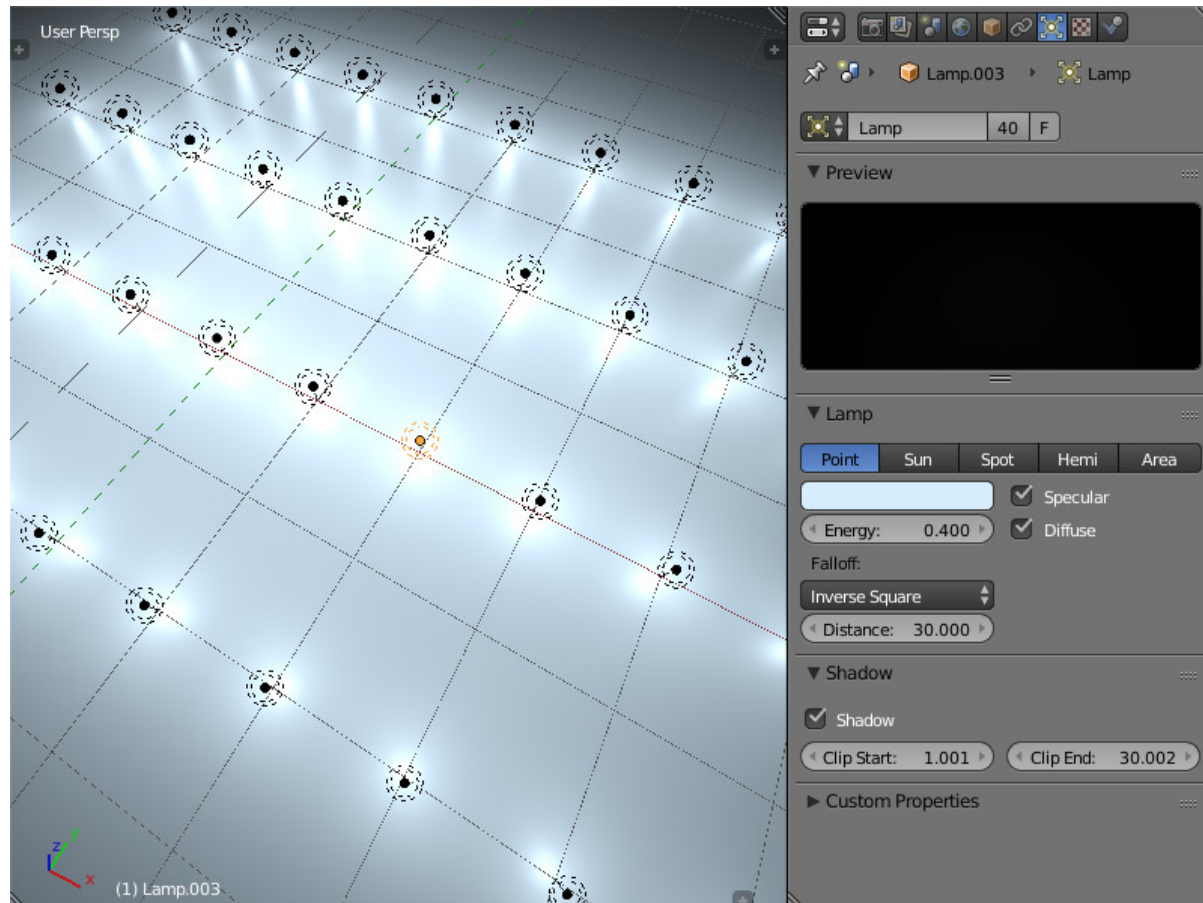 User Persp
Lamp.003 Lamp
Lamp 40 F
Preview
Lamp
Point Sun Spot Hemi Area
Specular
Energy: 0.400 Diffuse
Falloff:
Inverse Square
Distance: 30.000
Shadow
Shadow
Clip Start: 1.001 Clip End: 30.002
Custom Properties
z y x
(1) Lamp.003